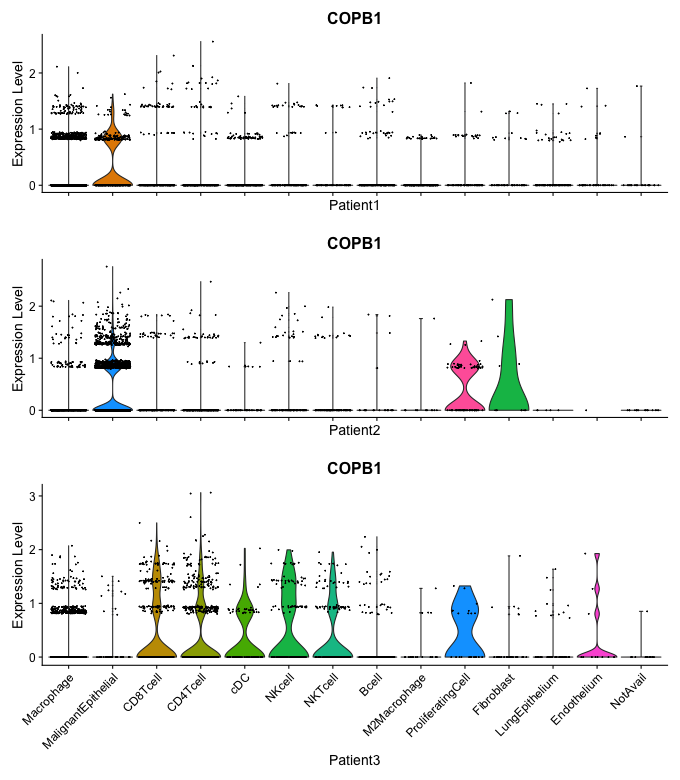 COPB1
Expression Level
2
1
0
Patient1
COPB1
Expression Level
2
1
0
Patient2
COPB1
Expression Level
3
2
1
0
Macrophage
MalignantEpithelial
CD8Tcell
CD4Tcell
cDC
NKcell
NKTcell
Bcell
M2Macrophage
ProliferatingCell
Fibroblast
LungEpithelium
Endothelium
NotAvail
Patient3